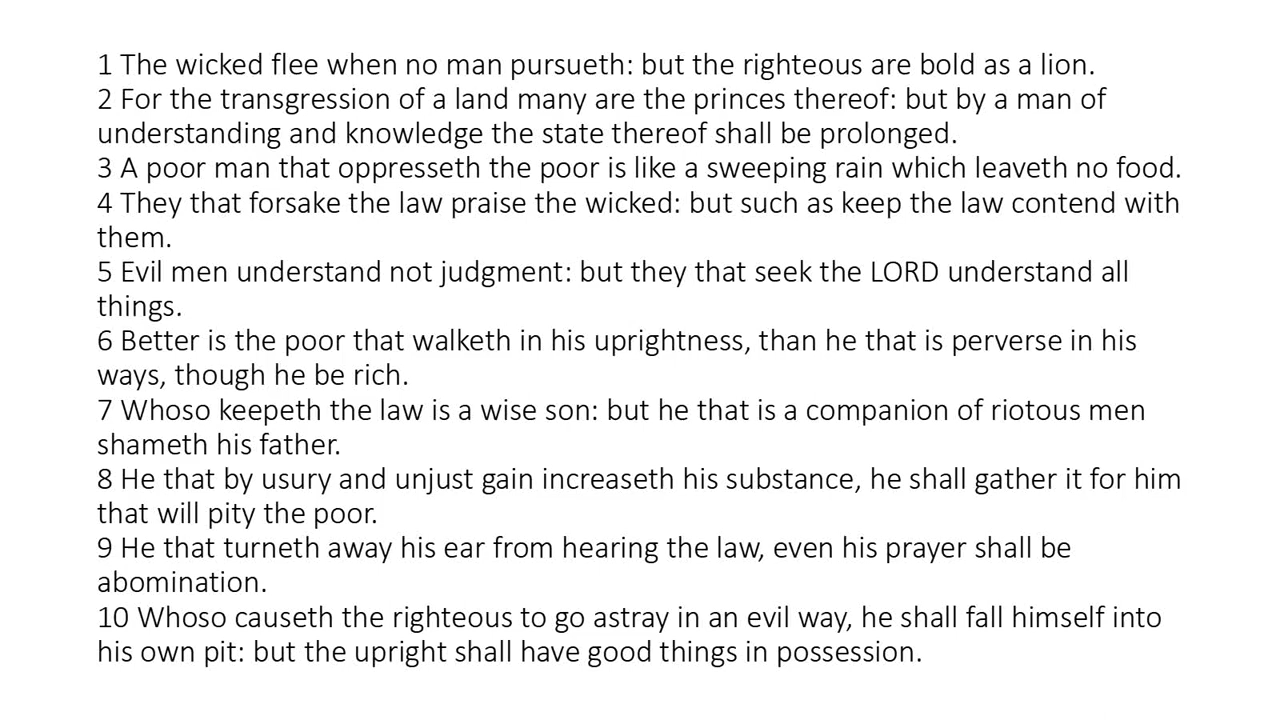 1 The wicked flee when no man pursueth: but the righteous are bold as a lion.
2 For the transgression of a land many are the princes thereof: but by a man of
understanding and knowledge the state thereof shall be prolonged.
3 A poor man that oppresseth the poor is like a sweeping rain which leaveth no food.
4 They that forsake the law praise the wicked: but such as keep the law contend with
them.
5 Evil men understand not judgment: but they that seek the LORD understand all
things.
6 Better is the poor that walketh in his uprightness, than he that is perverse in his
ways, though he be rich.
7 Whoso keepeth the law is a wise son: but he that is a companion of riotous men
shameth his father.
8 He that by usury and unjust gain increaseth his substance, he shall gather it for him
that will pity the poor.
9 He that turneth away his ear from hearing the law, even his prayer shall be
abomination.
10 Whoso causeth the righteous to go astray in an evil way, he shall fall himself into
his own pit: but the upright shall have good things in possession.